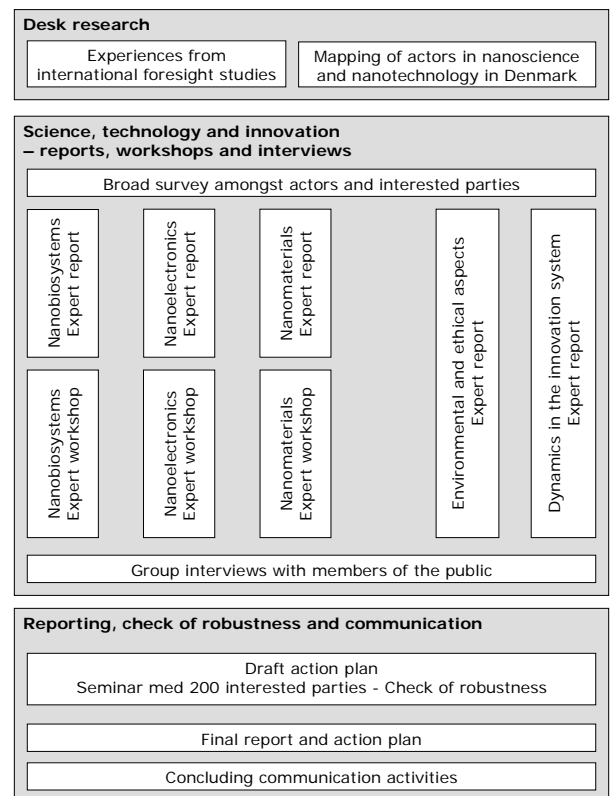 Desk research
Experiences from
international foresight studies
Mapping of actors in nanoscience
and nanotechnology in Denmark
Science, technology and innovation
– reports, workshops and interviews
Broad survey amongst actors and interested parties
Nanobiosystems
Expert report
Nanoelectronics
Expert report
Nanomaterials
Expert report
Environmental and ethical aspects
Expert report
Dynamics in the innovation system
Expert report
Nanobiosystems
Expert workshop
Nanoelectronics
Expert workshop
Nanomaterials
Expert workshop
Group interviews with members of the public
Reporting, check of robustness and communication
Draft action plan
Seminar med 200 interested parties - Check of robustness
Final report and action plan
Concluding communication activities